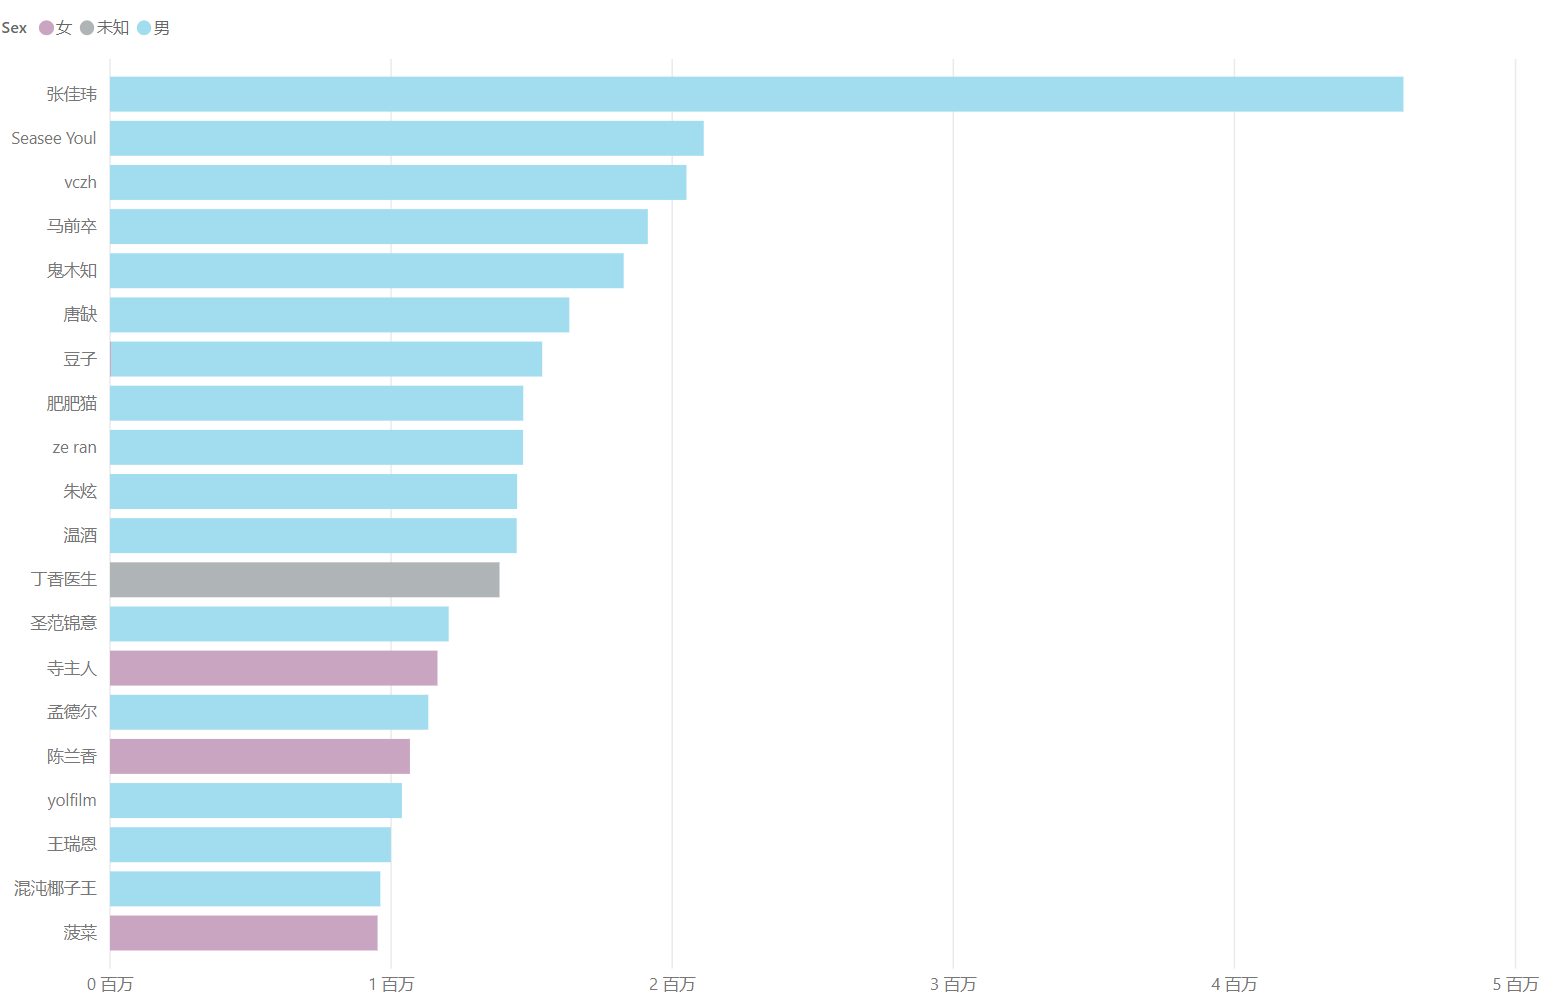 Sex 女 未知 男
张佳玮
Seasee Youl
vczh
马前卒
鬼木知
唐缺
豆子
肥肥猫
ze ran
朱炫
温酒
丁香医生
圣范锦意
寺主人
孟德尔
陈兰香
yolfilm
王瑞恩
混沌椰子王
菠菜
0 百万 1 百万 2 百万 3 百万 4 百万 5 百万